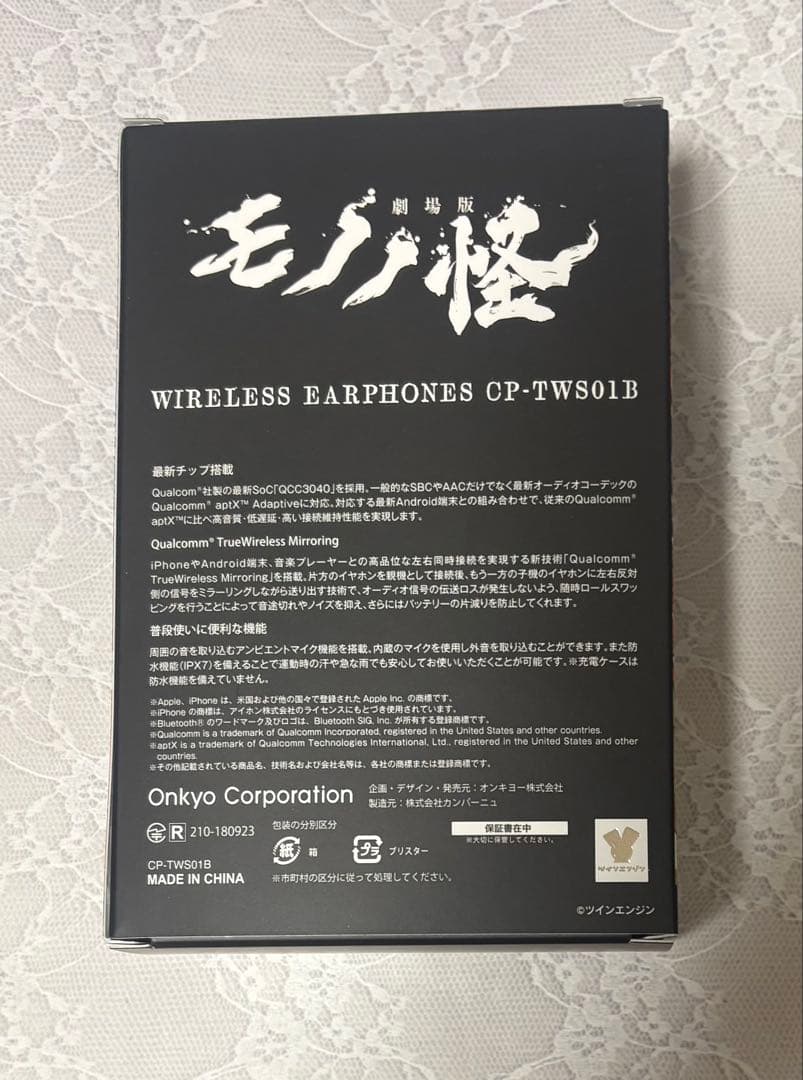 劇場版
モノノ怪
WIRELESS EARPHONES CP-TWS01B
最新チップ搭載
Qualcom®社製の最新SoC「QCC3040」を採用。一般的なSBCやAACだけでなく最新オーディオコーデックの
Qualcomm® aptX™ Adaptiveに対応。対応する最新Android端末との組み合わせで、従来のQualcomm®
aptX™に比べ高音質・低遅延・高い接続維持性能を実現します。
Qualcomm® TrueWireless Mirroring
iPhoneやAndroid端末、音楽プレーヤーとの高品位な左右同時接続を実現する新技術「Qualcomm®
TrueWireless Mirroring」を搭載。片方のイヤホンを親機として接続後、もう一方の子機のイヤホンに左右反対
側の信号をミラーリングしながら送り出す技術で、オーディオ信号の伝送ロスが発生しないよう、随時ロールスワッ
ピングを行うことによって音途切れやノイズを抑え、さらにはバッテリーの片減りを防止してくれます。
普段使いに便利な機能
周囲の音を取り込むアンビエントマイク機能を搭載、内蔵のマイクを使用し外音を取り込むことができます。また防
水機能(IPX7)を備えることで運動時の汗や急な雨でも安心してお使いいただくことが可能です。※充電ケースは
防水機能を備えていません。
※Apple、iPhone は、米国および他の国々で登録された Apple Inc. の商標です。
※iPhone の商標は、アイホン株式会社のライセンスにもとづき使用されています。
※Bluetooth® のワードマーク及びロゴは、Bluetooth SIG, Inc. が所有する登録商標です。
※Qualcomm is a trademark of Qualcomm Incorporated, registered in the United States and other countries.
※aptX is a trademark of Qualcomm Technologies International, Ltd., registered in the United States and other
countries.
※その他記載されている商品名、技術名および会社名等は、各社の商標または登録商標です。
Onkyo Corporation
企画・デザイン・発売元：オンキヨー株式会社
製造元：株式会社カンパーニュ
R 210-180923
包装の分別区分
紙 箱
プラ ブリスター
保証書在中
※大切に保管してください。
CP-TWS01B
MADE IN CHINA
※市町村の区分に従って処理してください。
ツインエンジン
©ツインエンジン